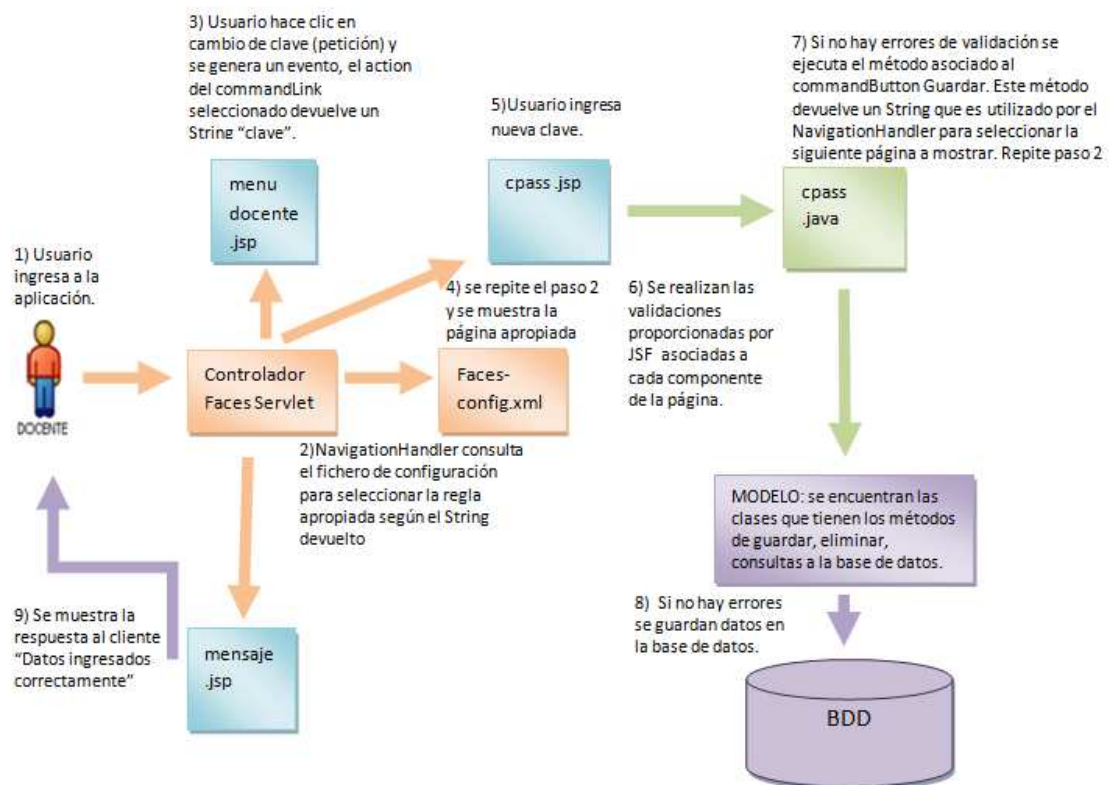 3) Usuario hace clic en
cambio de clave (petición) y
se genera un evento, el action
del commandLink
seleccionado devuelve un
String “clave”.
7) Si no hay errores de validación se
ejecuta el método asociado al
commandButton Guardar. Este método
devuelve un String que es utilizado por el
NavigationHandler para seleccionar la
siguiente página a mostrar. Repite paso 2
5)Usuario ingresa
nueva clave.
menu
docente
.jsp
cpass .jsp
cpass
.java
1) Usuario
ingresa a la
aplicación.
DOCENTE
4) se repite el paso 2
y se muestra la
página apropiada
6) Se realizan las
validaciones
proporcionadas por
JSF asociadas a
cada componente
de la página.
Controlador
Faces Servlet
Faces-
config.xml
2)NavigationHandler consulta
el fichero de configuración
para seleccionar la regla
apropiada según el String
devuelto
MODELO: se encuentran las
clases que tienen los métodos
de guardar, eliminar,
consultas a la base de datos.
9) Se muestra la
respuesta al cliente
“Datos ingresados
correctamente”
mensaje
.jsp
8) Si no hay errores
se guardan datos en
la base de datos.
BDD